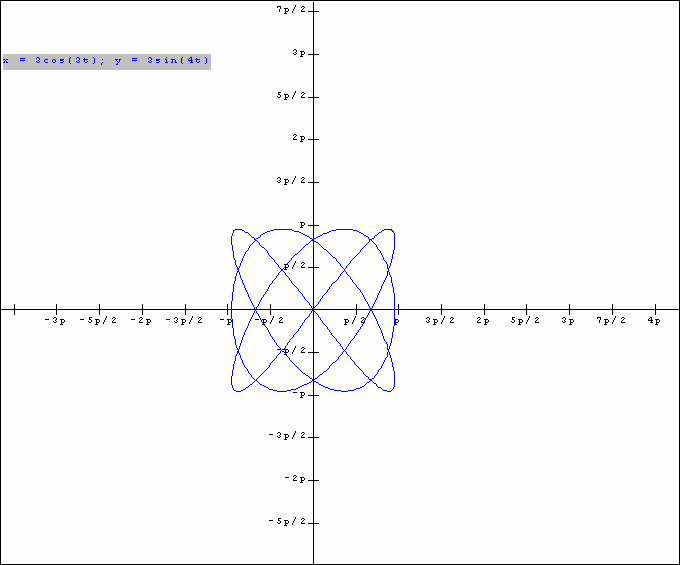 7p/2
3p
x = 3cos(3t); y = 3sin(4t)
5p/2
2p
3p/2
p
p/2
-3p -5p/2 -2p -3p/2 -p -p/2 p/2 p 3p/2 2p 5p/2 3p 7p/2 4p
-p/2
-p
-3p/2
-2p
-5p/2